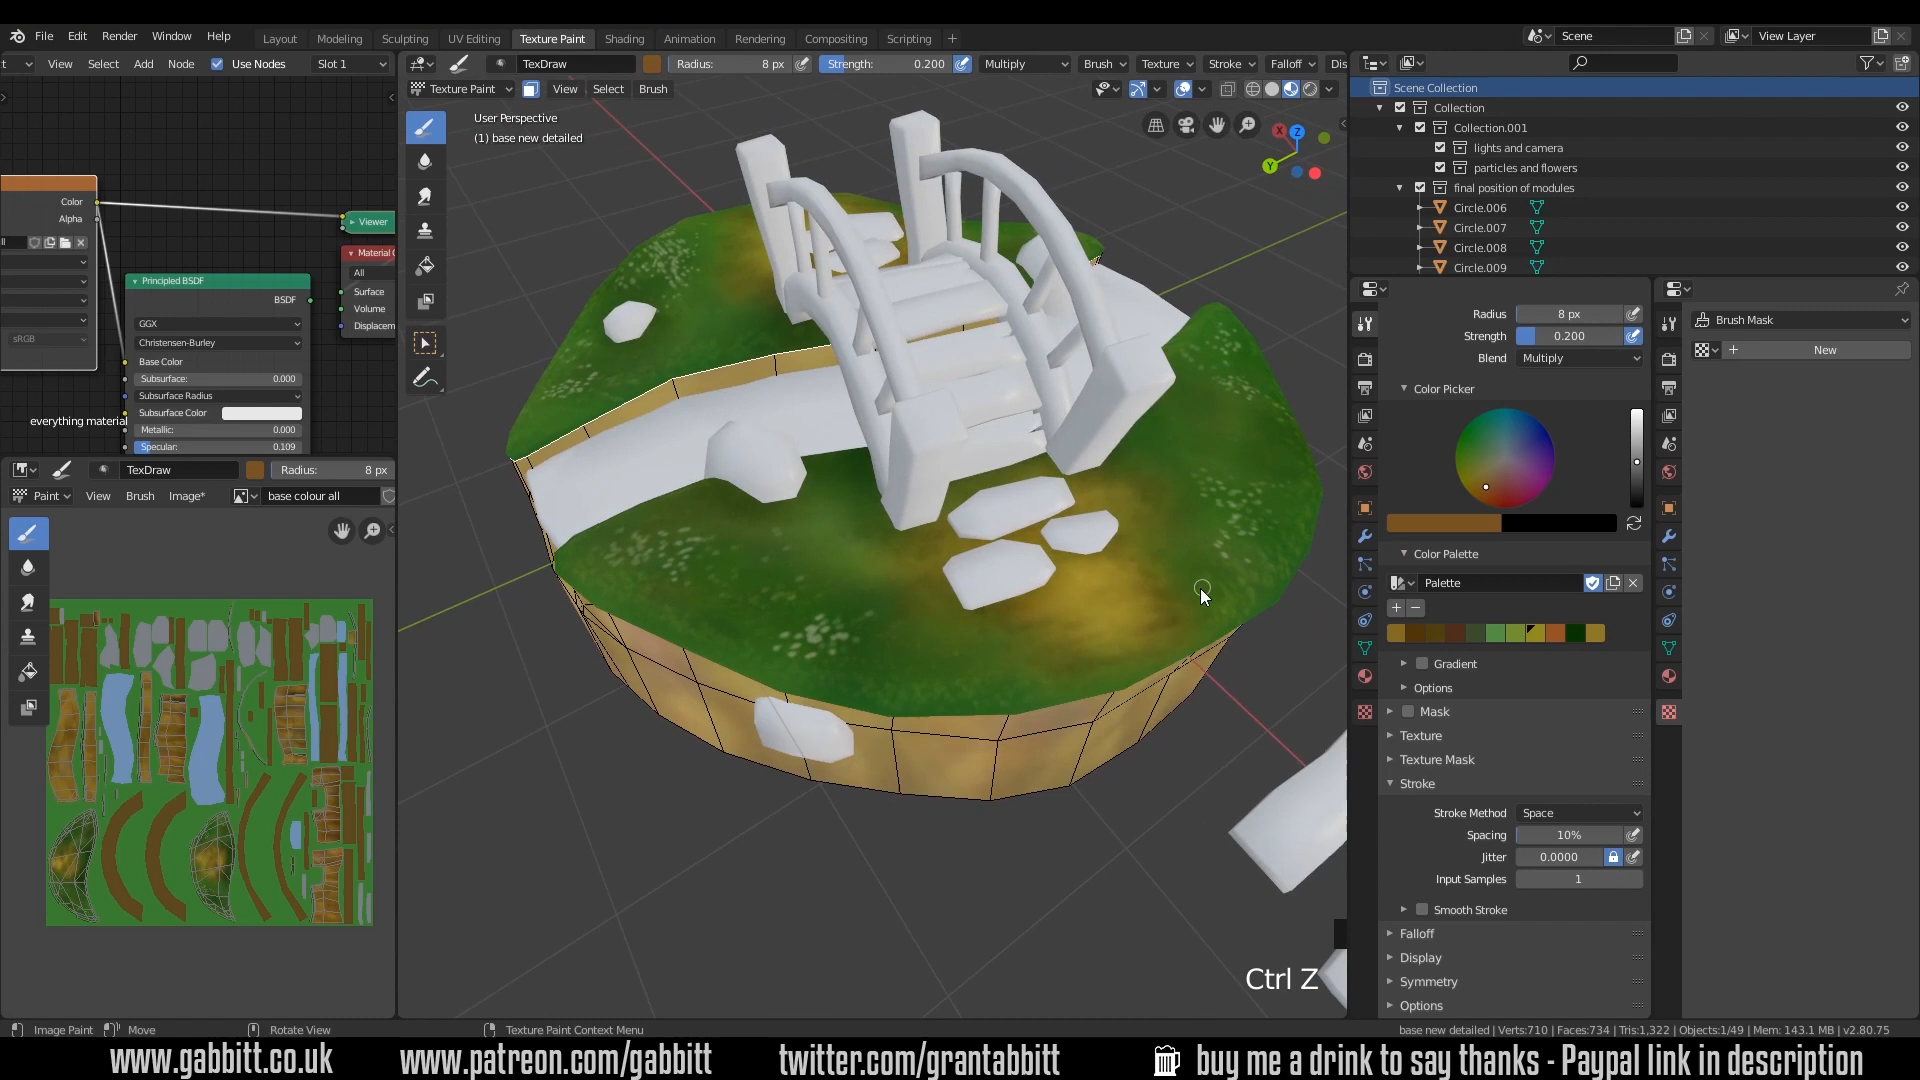 File Edit Render Window Help
Layout Modeling Sculpting UV Editing Texture Paint Shading Animation Rendering Compositing Scripting +
Scene
View Layer
View Select Add Node Use Nodes Slot 1
TexDraw Radius: 8 px Strength: 0.200 Multiply Brush Texture Stroke Falloff Dis
Texture Paint View Select Brush
User Perspective
(1) base new detailed
X
Y
Z
Color
Alpha
sRGB
Viewer
Principled BSDF
BSDF
GGX
Christensen-Burley
Base Color
Subsurface: 0.000
Subsurface Radius
Subsurface Color
Metallic: 0.000
Specular: 0.109
everything material
Material
All
Surface
Volume
Displacem
TexDraw Radius: 8 px
Paint View Brush Image* base colour all
Scene Collection
Collection
Collection.001
lights and camera
particles and flowers
final position of modules
Circle.006
Circle.007
Circle.008
Circle.009
Radius 8 px
Strength 0.200
Blend Multiply
Color Picker
Color Palette
Palette
Gradient
Options
Mask
Texture
Texture Mask
Stroke
Stroke Method Space
Spacing 10%
Jitter 0.0000
Input Samples 1
Smooth Stroke
Falloff
Display
Symmetry
Options
Brush Mask
New
Ctrl Z
Image Paint Move Rotate View Texture Paint Context Menu
base new detailed | Verts:710 | Faces:734 | Tris:1,322 | Objects:1/49 | Mem: 143.1 MB | v2.80.75
www.gabbitt.co.uk www.patreon.com/gabbitt twitter.com/grantabbitt buy me a drink to say thanks - Paypal link in description